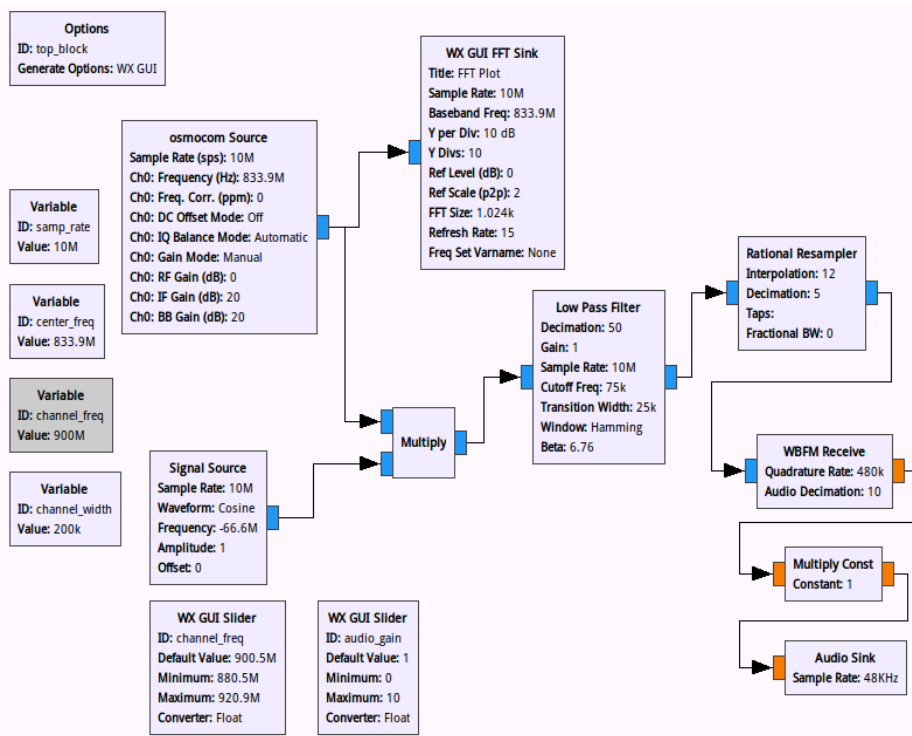 Options
ID: top_block
Generate Options: WX GUI
WX GUI FFT Sink
Title: FFT Plot
Sample Rate: 10M
Baseband Freq: 833.9M
Y per Div: 10 dB
Y Divs: 10
Ref Level (dB): 0
Ref Scale (p2p): 2
FFT Size: 1.024k
Refresh Rate: 15
Freq Set Varname: None
osmocom Source
Sample Rate (sps): 10M
Ch0: Frequency (Hz): 833.9M
Ch0: Freq. Corr. (ppm): 0
Ch0: DC Offset Mode: Off
Ch0: IQ Balance Mode: Automatic
Ch0: Gain Mode: Manual
Ch0: RF Gain (dB): 0
Ch0: IF Gain (dB): 20
Ch0: BB Gain (dB): 20
Variable
ID: samp_rate
Value: 10M
Variable
ID: center_freq
Value: 833.9M
Variable
ID: channel_freq
Value: 900M
Variable
ID: channel_width
Value: 200k
Signal Source
Sample Rate: 10M
Waveform: Cosine
Frequency: -66.6M
Amplitude: 1
Offset: 0
Multiply
Low Pass Filter
Decimation: 50
Gain: 1
Sample Rate: 10M
Cutoff Freq: 75k
Transition Width: 25k
Window: Hamming
Beta: 6.76
Rational Resampler
Interpolation: 12
Decimation: 5
Taps:
Fractional BW: 0
WBFM Receive
Quadrature Rate: 480k
Audio Decimation: 10
Multiply Const
Constant: 1
Audio Sink
Sample Rate: 48KHz
WX GUI Slider
ID: channel_freq
Default Value: 900.5M
Minimum: 880.5M
Maximum: 920.9M
Converter: Float
WX GUI Slider
ID: audio_gain
Default Value: 1
Minimum: 0
Maximum: 10
Converter: Float